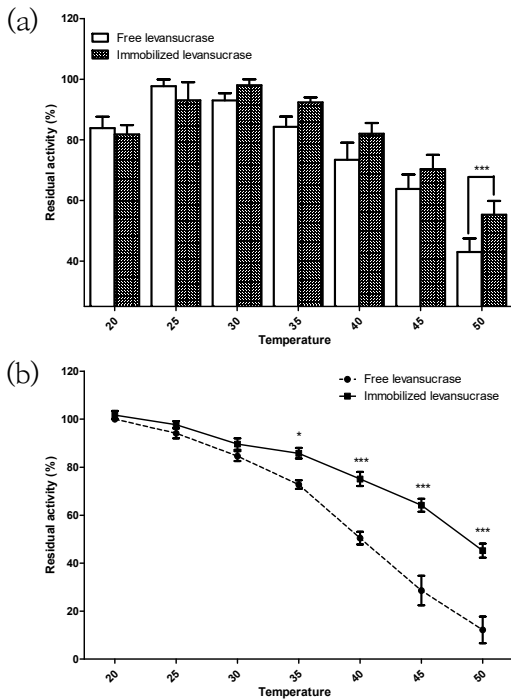 (a)
120
100
80
60
40
Residual activity (%)
Free levansucrase
Immobilized levansucrase
***
20 25 30 35 40 45 50
Temperature
(b)
120
100
80
60
40
20
0
Residual activity (%)
Free levansucrase
Immobilized levansucrase
*
***
***
***
20 25 30 35 40 45 50
Temperature